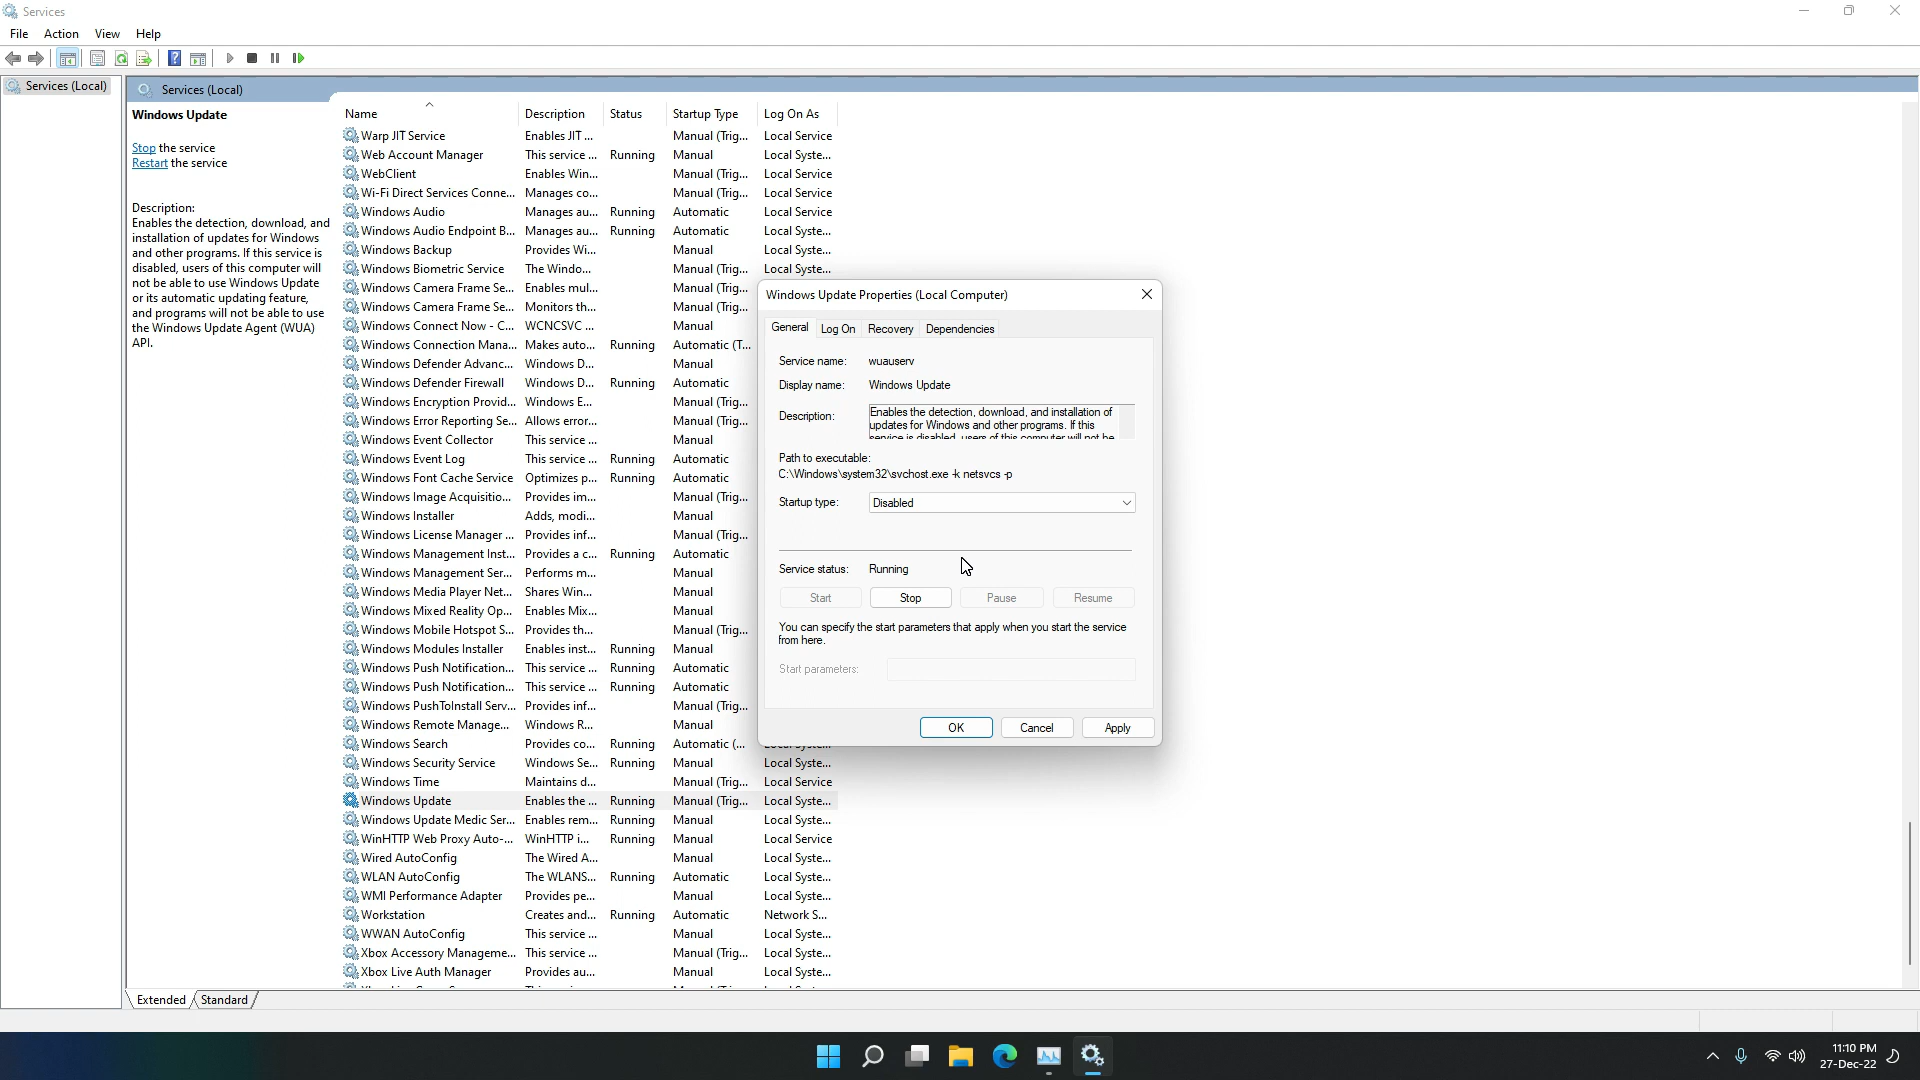 Services
File Action View Help
Services (Local)
Services (Local)
Windows Update
Stop the service
Restart the service
Description:
Enables the detection, download, and
installation of updates for Windows
and other programs. If this service is
disabled, users of this computer will
not be able to use Windows Update
or its automatic updating feature,
and programs will not be able to use
the Windows Update Agent (WUA)
API.
Name Description Status Startup Type Log On As
Warp JIT Service Enables JIT ... Manual (Trig... Local Service
Web Account Manager This service ... Running Manual Local Syste...
WebClient Enables Win... Manual (Trig... Local Service
Wi-Fi Direct Services Conne... Manages co... Manual (Trig... Local Service
Windows Audio Manages au... Running Automatic Local Service
Windows Audio Endpoint B... Manages au... Running Automatic Local Syste...
Windows Backup Provides Wi... Manual Local Syste...
Windows Biometric Service The Windo... Manual (Trig... Local Syste...
Windows Camera Frame Se... Enables mul... Manual (Trig...
Windows Camera Frame Se... Monitors th... Manual (Trig...
Windows Connect Now - C... WCNCSVC ... Manual
Windows Connection Mana... Makes auto... Running Automatic (T...
Windows Defender Advanc... Windows D... Manual
Windows Defender Firewall Windows D... Running Automatic
Windows Encryption Provid... Windows E... Manual (Trig...
Windows Error Reporting Se... Allows error... Manual (Trig...
Windows Event Collector This service ... Manual
Windows Event Log This service ... Running Automatic
Windows Font Cache Service Optimizes p... Running Automatic
Windows Image Acquisitio... Provides im... Manual (Trig...
Windows Installer Adds, modi... Manual
Windows License Manager ... Provides inf... Manual (Trig...
Windows Management Inst... Provides a c... Running Automatic
Windows Management Ser... Performs m... Manual
Windows Media Player Net... Shares Win... Manual
Windows Mixed Reality Op... Enables Mix... Manual
Windows Mobile Hotspot S... Provides th... Manual (Trig...
Windows Modules Installer Enables inst... Running Manual
Windows Push Notification... This service ... Running Automatic
Windows Push Notification... This service ... Running Automatic
Windows PushToInstall Serv... Provides inf... Manual (Trig...
Windows Remote Manage... Windows R... Manual
Windows Search Provides co... Running Automatic (... Local Syste...
Windows Security Service Windows Se... Running Manual Local Syste...
Windows Time Maintains d... Manual (Trig... Local Service
Windows Update Enables the ... Running Manual (Trig... Local Syste...
Windows Update Medic Ser... Enables rem... Running Manual Local Syste...
WinHTTP Web Proxy Auto-... WinHTTP i... Running Manual Local Service
Wired AutoConfig The Wired A... Manual Local Syste...
WLAN AutoConfig The WLANS... Running Automatic Local Syste...
WMI Performance Adapter Provides pe... Manual Local Syste...
Workstation Creates and... Running Automatic Network S...
WWAN AutoConfig This service ... Manual Local Syste...
Xbox Accessory Manageme... This service ... Manual (Trig... Local Syste...
Xbox Live Auth Manager Provides au... Manual Local Syste...
Windows Update Properties (Local Computer)
General Log On Recovery Dependencies
Service name: wuauserv
Display name: Windows Update
Description: Enables the detection, download, and installation of
updates for Windows and other programs. If this
service is disabled, users of this computer will not be
Path to executable:
C:\Windows\system32\svchost.exe -k netsvcs -p
Startup type: Disabled
Service status: Running
Start Stop Pause Resume
You can specify the start parameters that apply when you start the service
from here.
Start parameters:
OK Cancel Apply
Extended Standard
11:10 PM
27-Dec-22